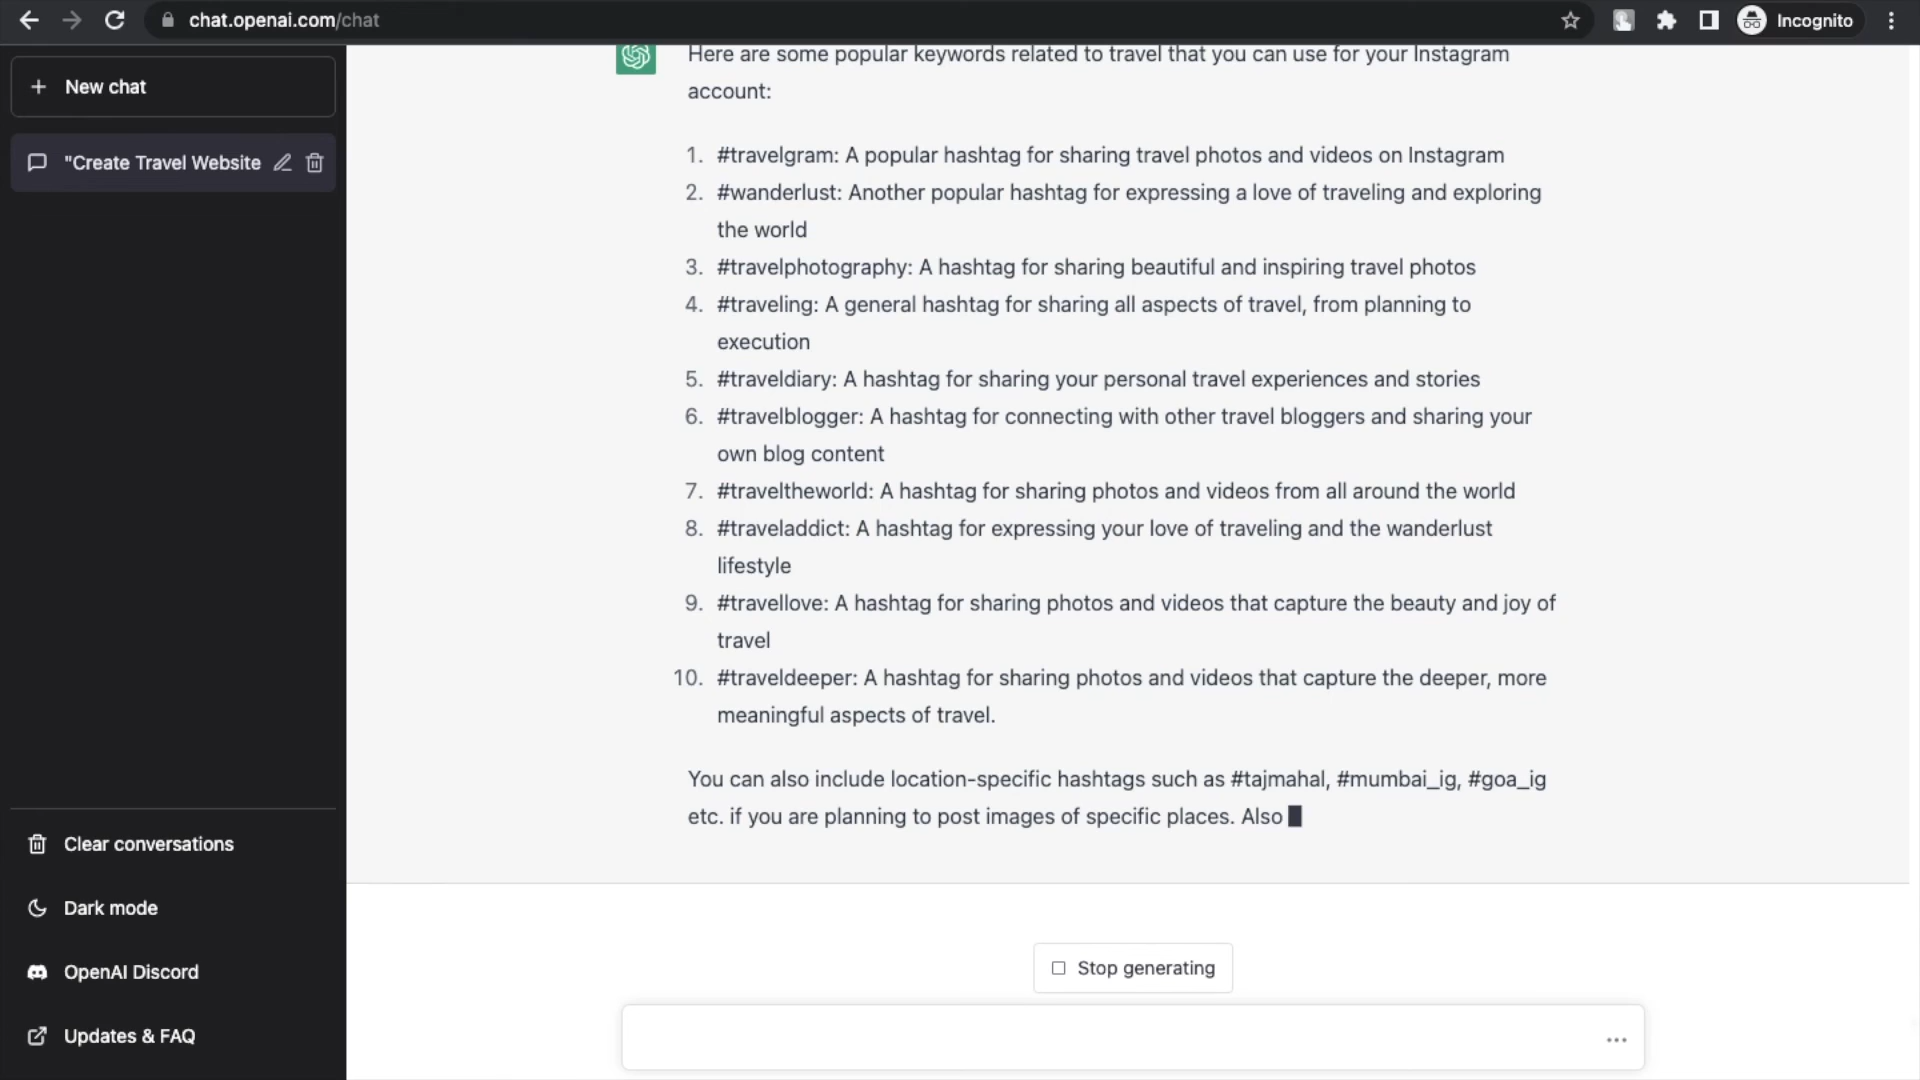 chat.openai.com/chat
Incognito
New chat
"Create Travel Website
Clear conversations
Dark mode
OpenAI Discord
Updates & FAQ
Here are some popular keywords related to travel that you can use for your Instagram
account:
1. #travelgram: A popular hashtag for sharing travel photos and videos on Instagram
2. #wanderlust: Another popular hashtag for expressing a love of traveling and exploring
the world
3. #travelphotography: A hashtag for sharing beautiful and inspiring travel photos
4. #traveling: A general hashtag for sharing all aspects of travel, from planning to
execution
5. #traveldiary: A hashtag for sharing your personal travel experiences and stories
6. #travelblogger: A hashtag for connecting with other travel bloggers and sharing your
own blog content
7. #traveltheworld: A hashtag for sharing photos and videos from all around the world
8. #traveladdict: A hashtag for expressing your love of traveling and the wanderlust
lifestyle
9. #travellove: A hashtag for sharing photos and videos that capture the beauty and joy of
travel
10. #traveldeeper: A hashtag for sharing photos and videos that capture the deeper, more
meaningful aspects of travel.
You can also include location-specific hashtags such as #tajmahal, #mumbai_ig, #goa_ig
etc. if you are planning to post images of specific places. Also
Stop generating